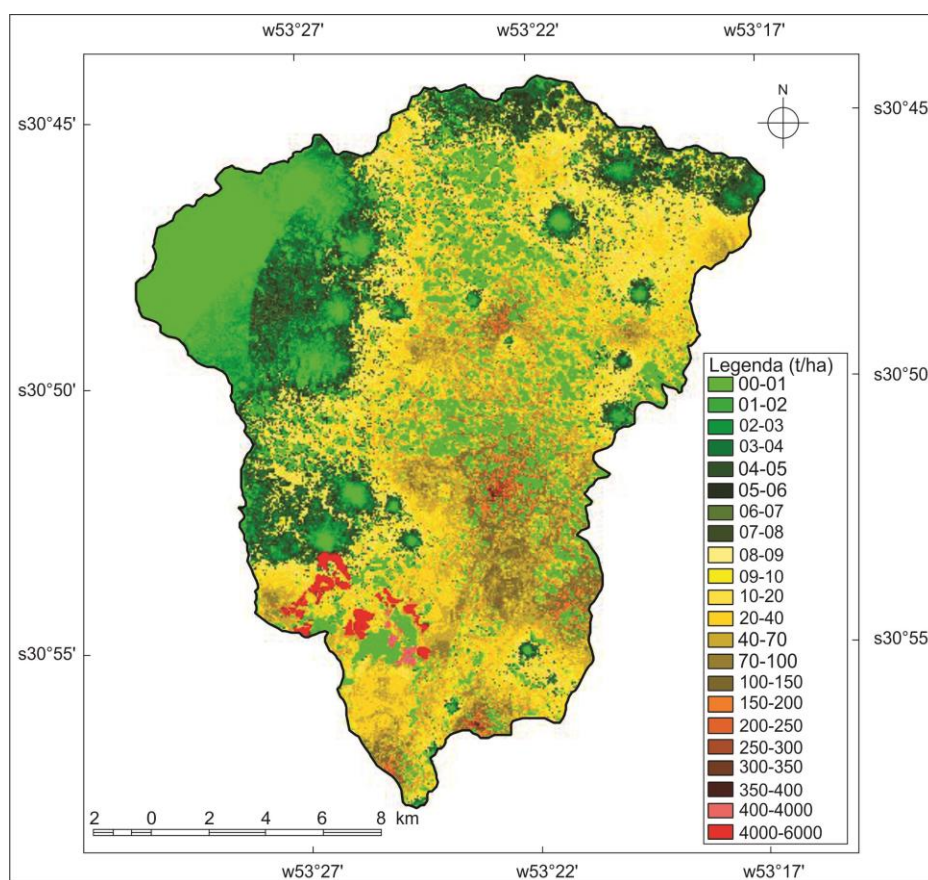 w53°27' w53°22' w53°17'
N
s30°45' s30°45'
s30°50' s30°50'
s30°55' s30°55'
Legenda (t/ha)
00-01
01-02
02-03
03-04
04-05
05-06
06-07
07-08
08-09
09-10
10-20
20-40
40-70
70-100
100-150
150-200
200-250
250-300
300-350
350-400
400-4000
4000-6000
2 0 2 4 6 8 km
w53°27' w53°22' w53°17'